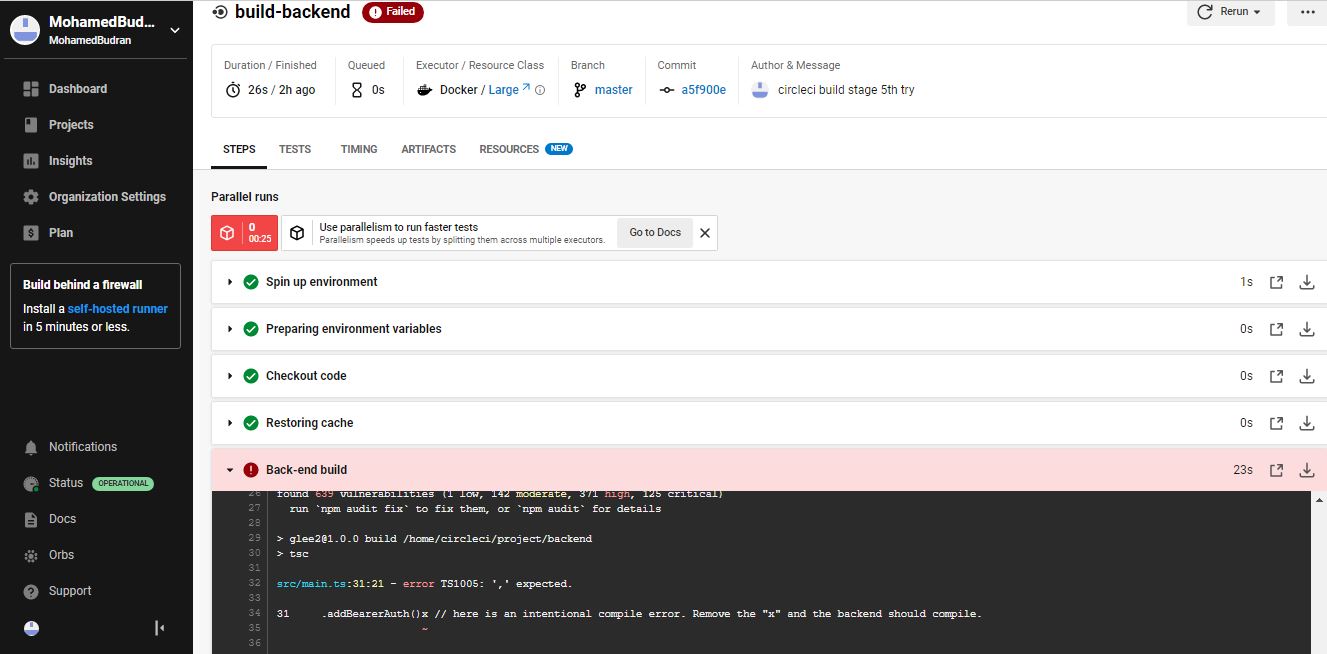 MohamedBud...
MohamedBudran
Dashboard
Projects
Insights
Organization Settings
Plan
Build behind a firewall
Install a self-hosted runner
in 5 minutes or less.
Notifications
Status OPERATIONAL
Docs
Orbs
Support
build-backend Failed
Rerun
Duration / Finished Queued Executor / Resource Class Branch Commit Author & Message
26s / 2h ago 0s Docker / Large master a5f900e circleci build stage 5th try
STEPS TESTS TIMING ARTIFACTS RESOURCES NEW
Parallel runs
0
00:25
Use parallelism to run faster tests
Parallelism speeds up tests by splitting them across multiple executors.
Go to Docs
Spin up environment 1s
Preparing environment variables 0s
Checkout code 0s
Restoring cache 0s
Back-end build 23s
26 found 639 vulnerabilities (1 low, 142 moderate, 371 high, 125 critical)
27 run `npm audit fix` to fix them, or `npm audit` for details
28
29 > glee2@1.0.0 build /home/circleci/project/backend
30 > tsc
31
32 src/main.ts:31:21 - error TS1005: ',' expected.
33
34 31 .addBearerAuth()x // here is an intentional compile error. Remove the "x" and the backend should compile.
35 ~
36